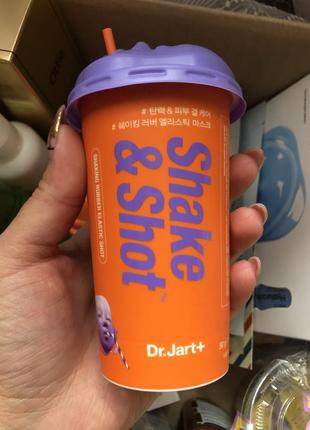 # 탄력 & 피부 결 케어
# 쉐이킹 러버 엘라스틱 마스크
Shake
& Shot™
SHAKING RUBBER ELASTIC SHOT
Dr.Jart+